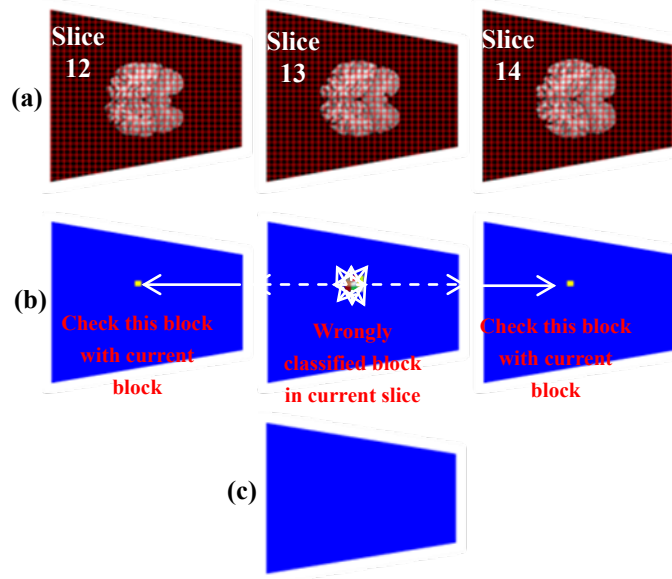 Slice
12
Slice
13
Slice
14
(a)
(b)
Check this block
with current
block
Wrongly
classified block
in current slice
Check this block
with current
block
(c)